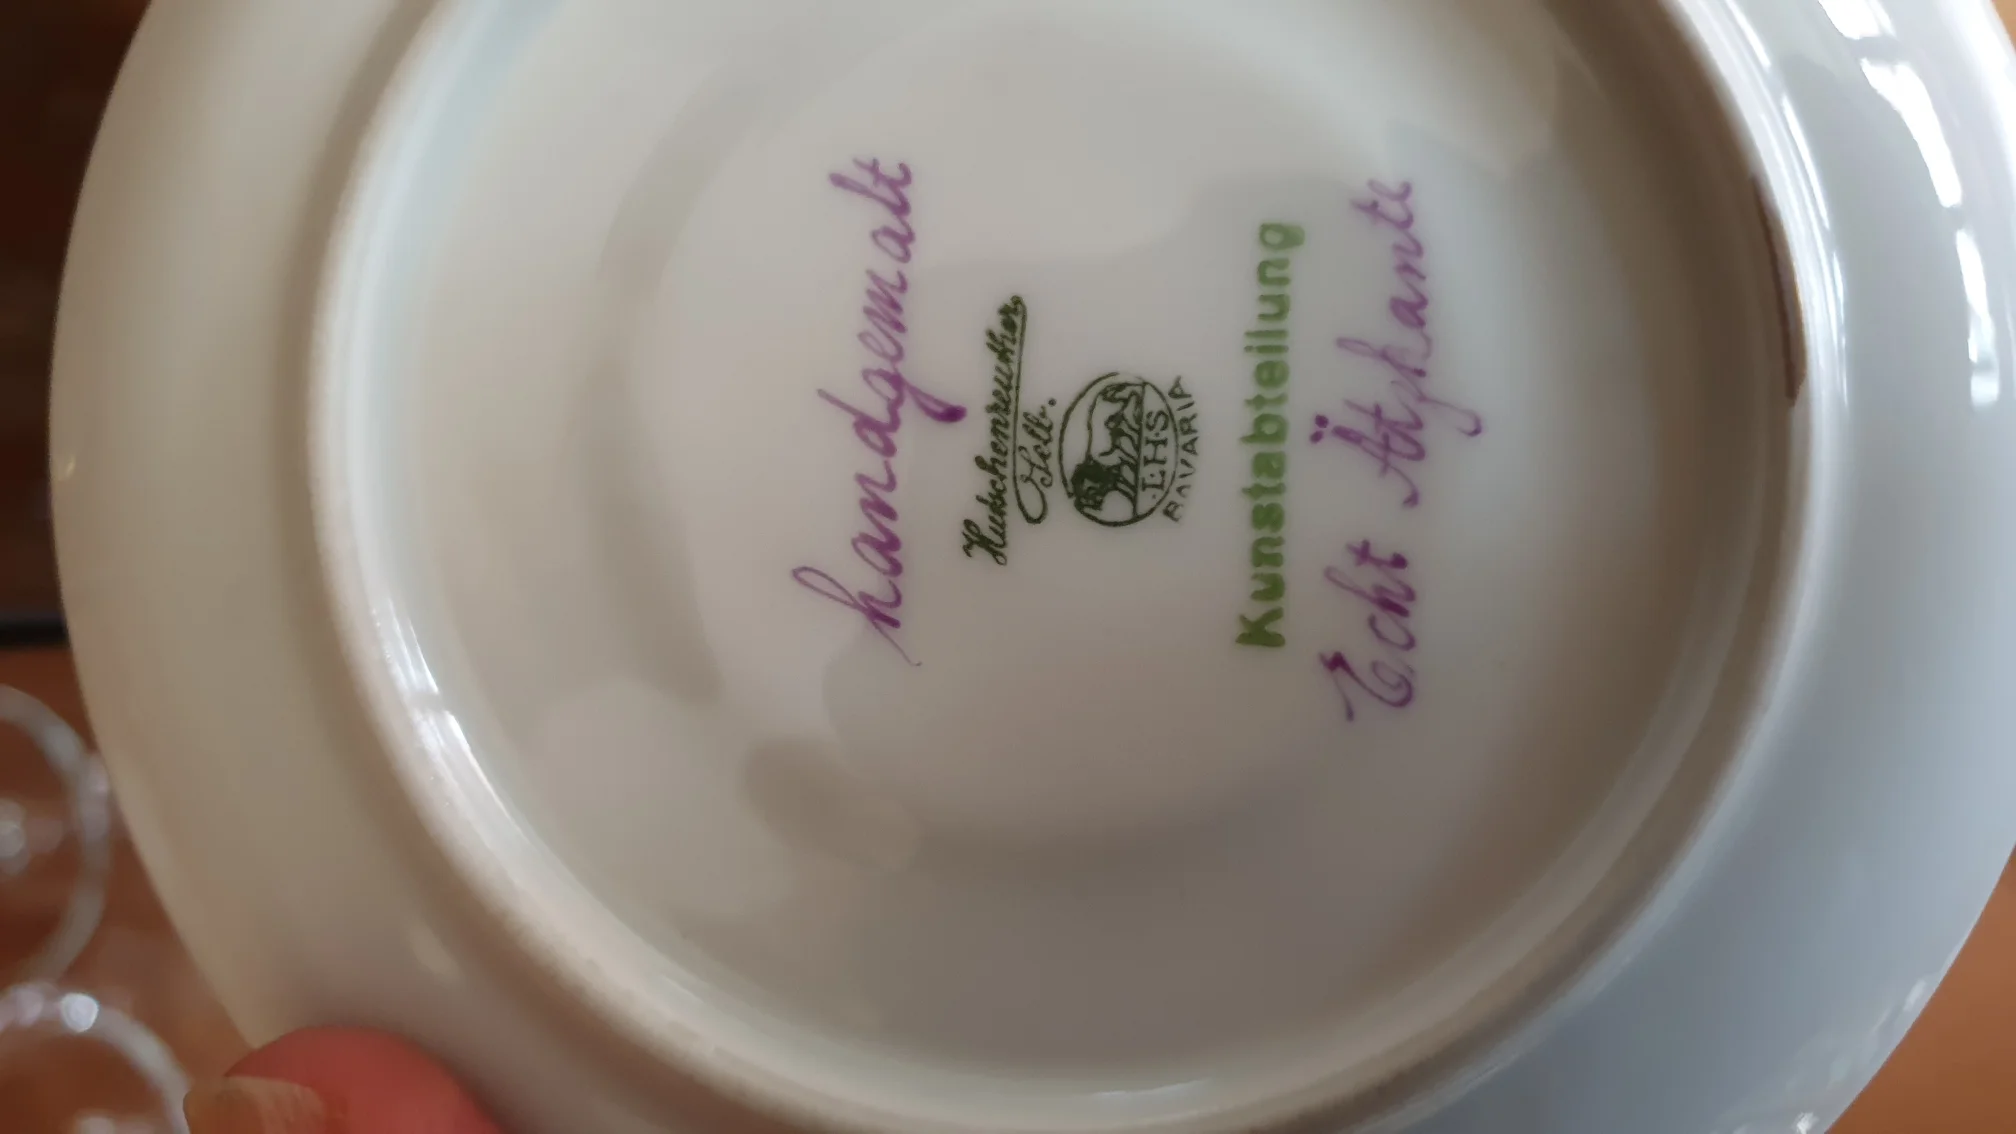 handgemalt
Hutschenreuther
Selb.
L.H.S.
BAVARIA
Kunstabteilung
Echt Ätzkante